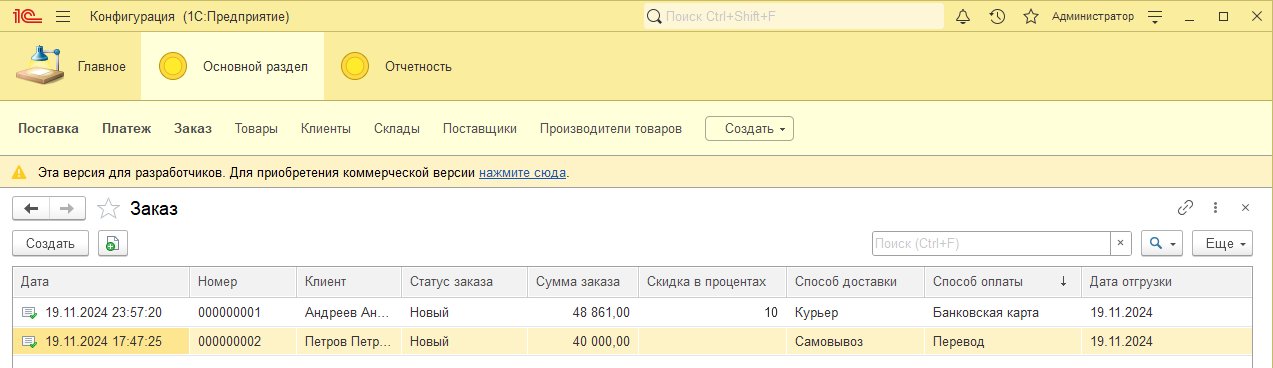 1С Конфигурация (1С:Предприятие) Поиск Ctrl+Shift+F Администратор
Главное Основной раздел Отчетность
Поставка Платеж Заказ Товары Клиенты Склады Поставщики Производители товаров Создать
Эта версия для разработчиков. Для приобретения коммерческой версии нажмите сюда.
Заказ
Создать Поиск (Ctrl+F) × Еще
Дата Номер Клиент Статус заказа Сумма заказа Скидка в процентах Способ доставки Способ оплаты ↓ Дата отгрузки
19.11.2024 23:57:20 000000001 Андреев Ан... Новый 48 861,00 10 Курьер Банковская карта 19.11.2024
19.11.2024 17:47:25 000000002 Петров Петр... Новый 40 000,00 Самовывоз Перевод 19.11.2024